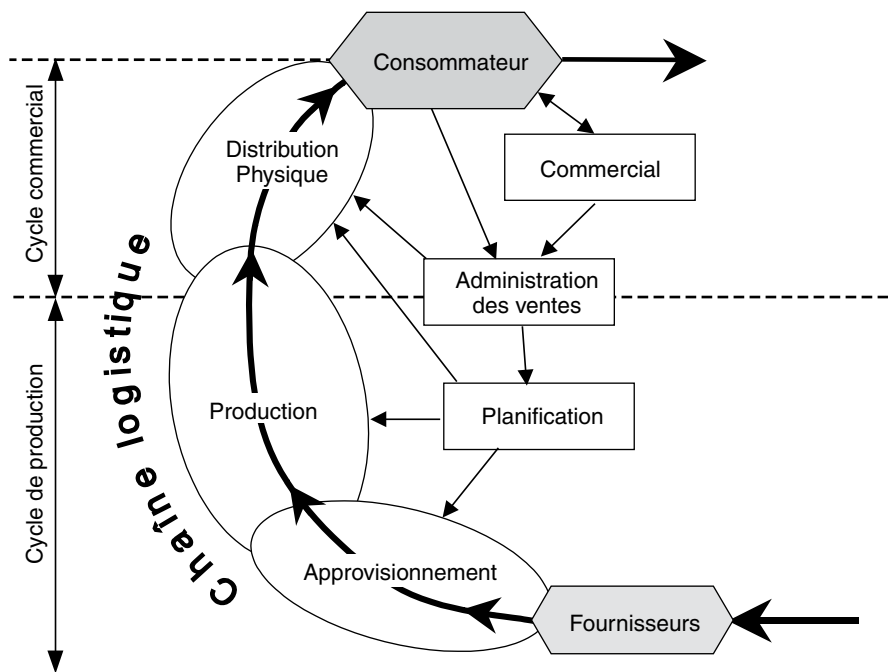 Consommateur
Cycle commercial
Distribution
Physique
Commercial
Administration
des ventes
Chaîne logistique
Cycle de production
Production
Planification
Approvisionnement
Fournisseurs